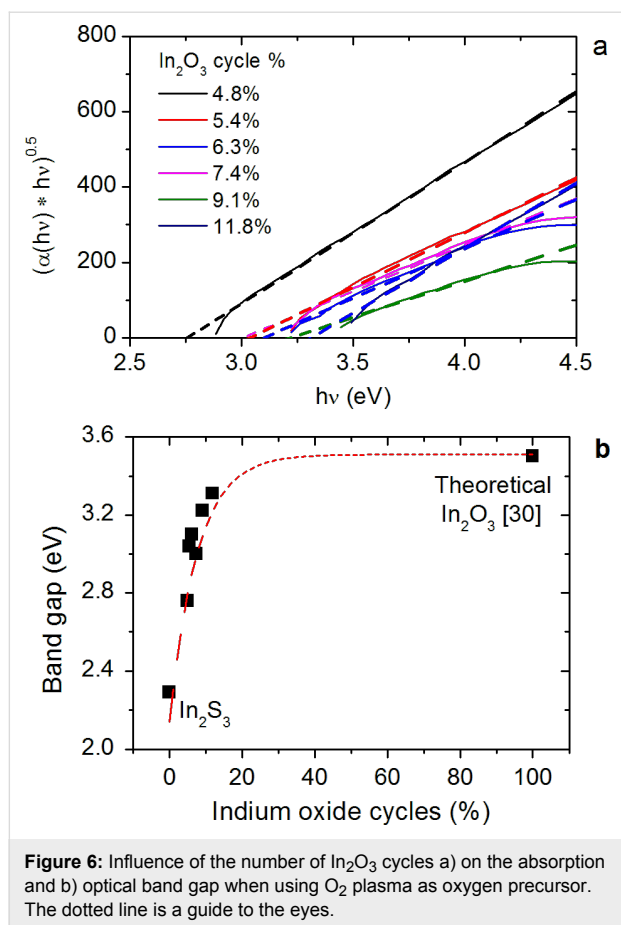 800
600
400
200
0
(α(hν) * hν)^0.5
a
In₂O₃ cycle %
4.8%
5.4%
6.3%
7.4%
9.1%
11.8%
2.5 3.0 3.5 4.0 4.5
hν (eV)
3.6
3.2
2.8
2.4
2.0
Band gap (eV)
b
Theoretical
In₂O₃ [30]
In₂S₃
0 20 40 60 80 100
Indium oxide cycles (%)
Figure 6: Influence of the number of In₂O₃ cycles a) on the absorption
and b) optical band gap when using O₂ plasma as oxygen precursor.
The dotted line is a guide to the eyes.